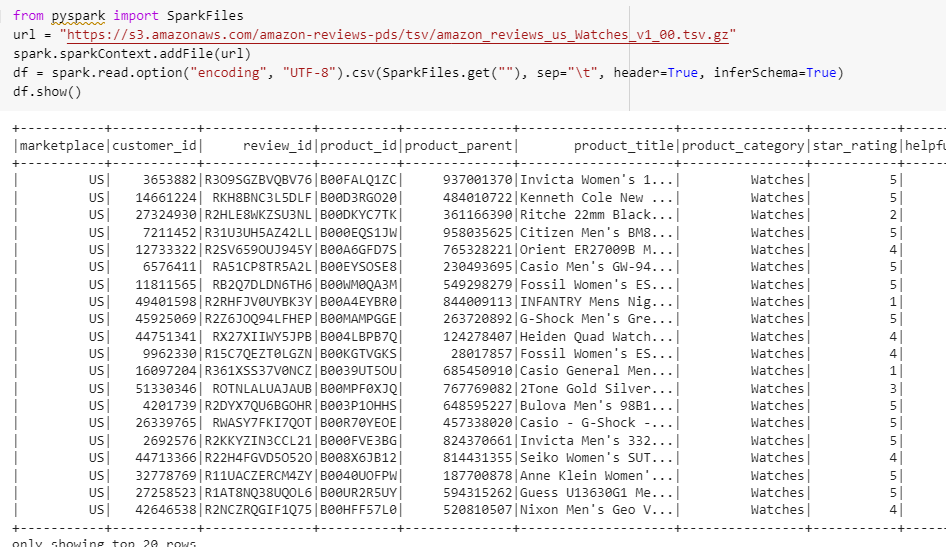 from pyspark import SparkFiles
url = "https://s3.amazonaws.com/amazon-reviews-pds/tsv/amazon_reviews_us_Watches_v1_00.tsv.gz"
spark.sparkContext.addFile(url)
df = spark.read.option("encoding", "UTF-8").csv(SparkFiles.get(""), sep="\t", header=True, inferSchema=True)
df.show()
+-----------+-----------+--------------+----------+--------------+--------------------+----------------+-----------+------
|marketplace|customer_id|     review_id|product_id|product_parent|       product_title|product_category|star_rating|helpfu
+-----------+-----------+--------------+----------+--------------+--------------------+----------------+-----------+------
|         US|    3653882|R3O9SGZBVQBV76|B00FALQ1ZC|     937001370|Invicta Women's 1...|         Watches|          5|
|         US|   14661224| RKH8BNC3L5DLF|B00D3RGO20|     484010722|Kenneth Cole New ...|         Watches|          5|
|         US|   27324930|R2HLE8WKZSU3NL|B00DKYC7TK|     361166390|Ritche 22mm Black...|         Watches|          2|
|         US|    7211452|R31U3UH5AZ42LL|B000EQS1JW|     958035625|Citizen Men's BM8...|         Watches|          5|
|         US|   12733322|R2SV659OUJ945Y|B00A6GFD7S|     765328221|Orient ER27009B M...|         Watches|          4|
|         US|    6576411| RA51CP8TR5A2L|B00EYSOSE8|     230493695|Casio Men's GW-94...|         Watches|          5|
|         US|   11811565| RB2Q7DLDN6TH6|B00WM0QA3M|     549298279|Fossil Women's ES...|         Watches|          5|
|         US|   49401598|R2RHFJV0UYBK3Y|B00A4EYBR0|     844009113|INFANTRY Mens Nig...|         Watches|          1|
|         US|   45925069|R2Z6JOQ94LFHEP|B00MAMPGGE|     263720892|G-Shock Men's Gre...|         Watches|          5|
|         US|   44751341| RX27XIIWY5JPB|B004LBPB7Q|     124278407|Heiden Quad Watch...|         Watches|          4|
|         US|    9962330|R15C7QEZT0LGZN|B00KGTVGKS|      28017857|Fossil Women's ES...|         Watches|          4|
|         US|   16097204|R361XSS37V0NCZ|B0039UT5OU|     685450910|Casio General Men...|         Watches|          1|
|         US|   51330346| ROTNLALUAJAUB|B00MPF0XJQ|     767769082|2Tone Gold Silver...|         Watches|          3|
|         US|    4201739|R2DYX7QU6BGOHR|B003P1OHHS|     648595227|Bulova Men's 98B1...|         Watches|          5|
|         US|   26339765| RWASY7FKI7QOT|B00R70YEOE|     457338020|Casio - G-Shock -...|         Watches|          5|
|         US|    2692576|R2KKYZIN3CCL21|B000FVE3BG|     824370661|Invicta Men's 332...|         Watches|          5|
|         US|   44713366|R22H4FGVD5O52O|B008X6JB12|     814431355|Seiko Women's SUT...|         Watches|          4|
|         US|   32778769|R11UACZERCM4ZY|B0040UOFPW|     187700878|Anne Klein Women'...|         Watches|          5|
|         US|   27258523|R1AT8NQ38UQOL6|B00UR2R5UY|     594315262|Guess U13630G1 Me...|         Watches|          5|
|         US|   42646538|R2NCZRQGIF1Q75|B00HFF57L0|     520810507|Nixon Men's Geo V...|         Watches|          4|
+-----------+-----------+--------------+----------+--------------+--------------------+----------------+-----------+------
only showing top 20 rows